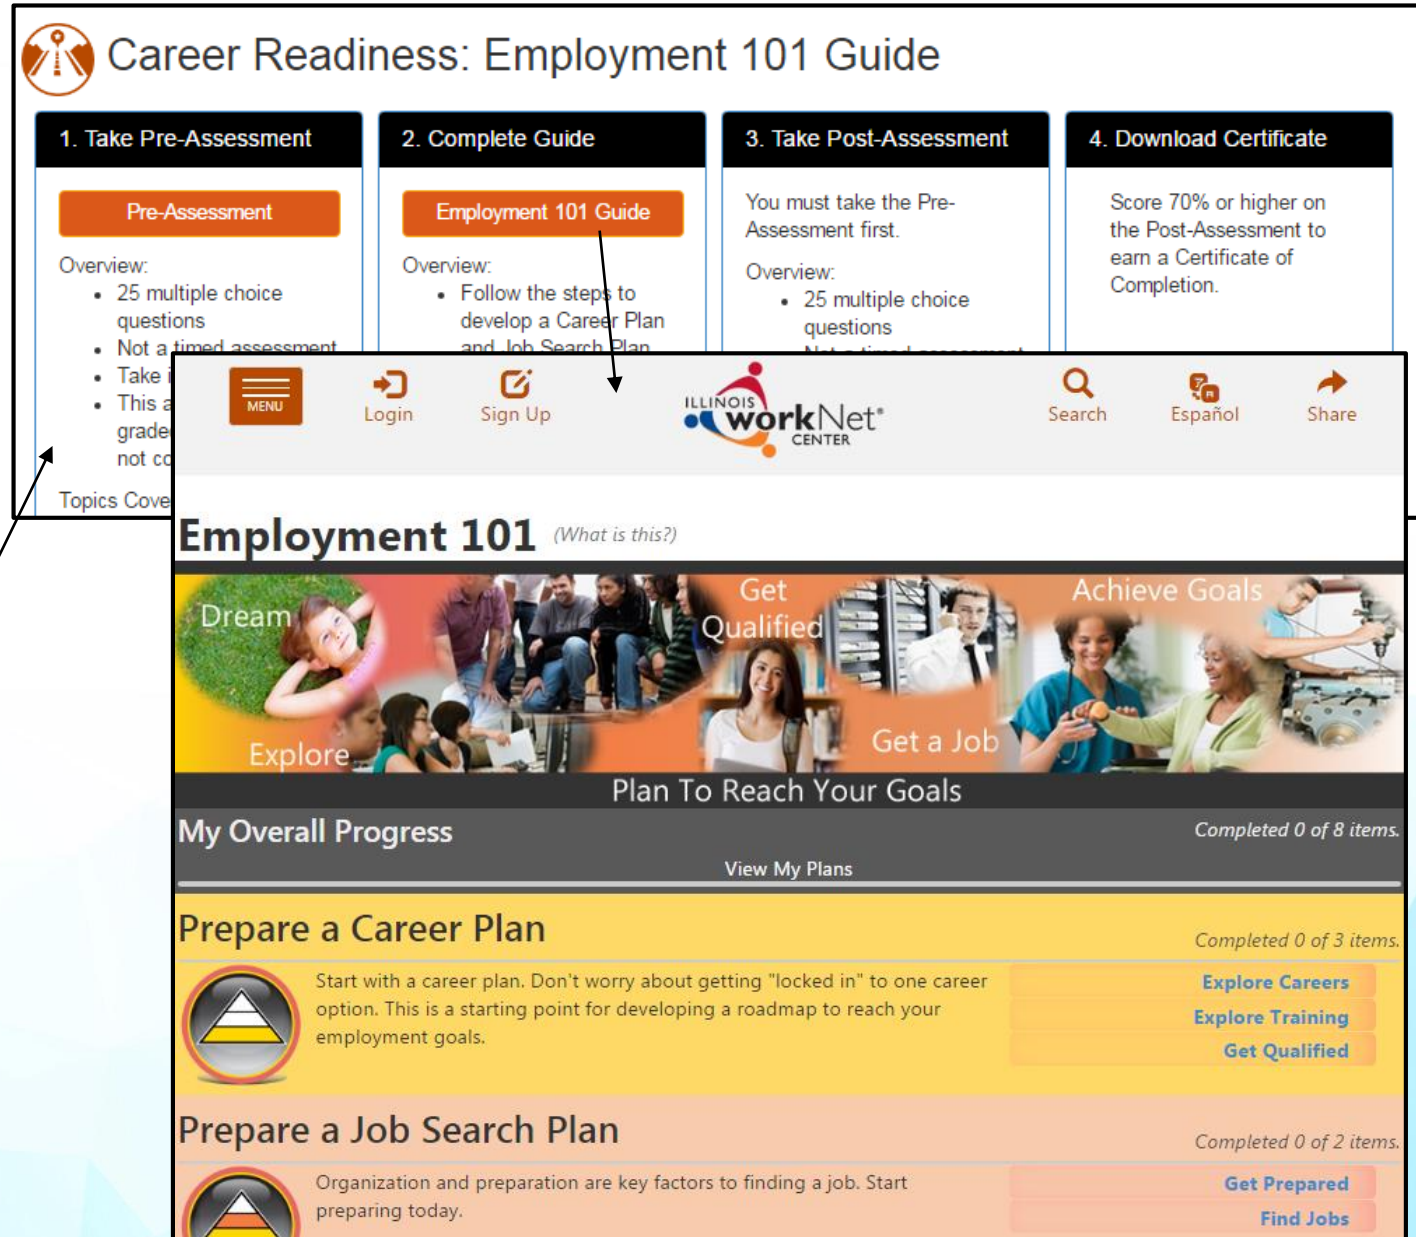 Career Readiness: Employment 101 Guide
1. Take Pre-Assessment
Pre-Assessment
Overview:
• 25 multiple choice
questions
• Not a timed assessment
• Take
• This
not
Topics
2. Complete Guide
Employment 101 Guide
Overview:
• Follow the steps to
develop a Career Plan
and Job Search Plan
3. Take Post-Assessment
You must take the Pre-
Assessment first.
Overview:
• 25 multiple choice
questions
Not a timed assessment
4. Download Certificate
Score 70% or higher on
the Post-Assessment to
earn a Certificate of
Completion.
MENU
Login
Sign Up
ILLINOIS
workNet®
CENTER
Search
Español
Share
Employment 101 (What is this?)
Dream
Explore
Get
Qualified
Get a Job
Achieve Goals
Plan To Reach Your Goals
My Overall Progress
Completed 0 of 8 items.
View My Plans
Prepare a Career Plan
Completed 0 of 3 items.
Start with a career plan. Don't worry about getting "locked in" to one career
option. This is a starting point for developing a roadmap to reach your
employment goals.
Explore Careers
Explore Training
Get Qualified
Prepare a Job Search Plan
Completed 0 of 2 items.
Organization and preparation are key factors to finding a job. Start
preparing today.
Get Prepared
Find Jobs